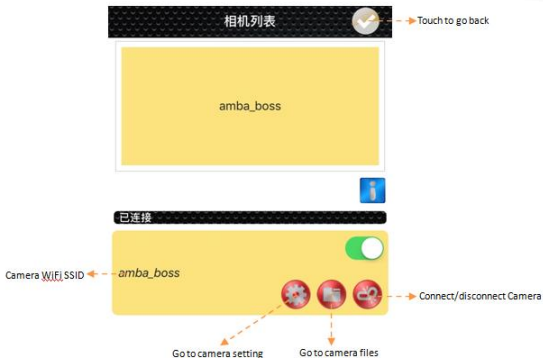 相机列表
Touch to go back
amba_boss
已连接
Camera WiFi SSID
amba_boss
Connect/disconnect Camera
Go to camera setting
Go to camera files